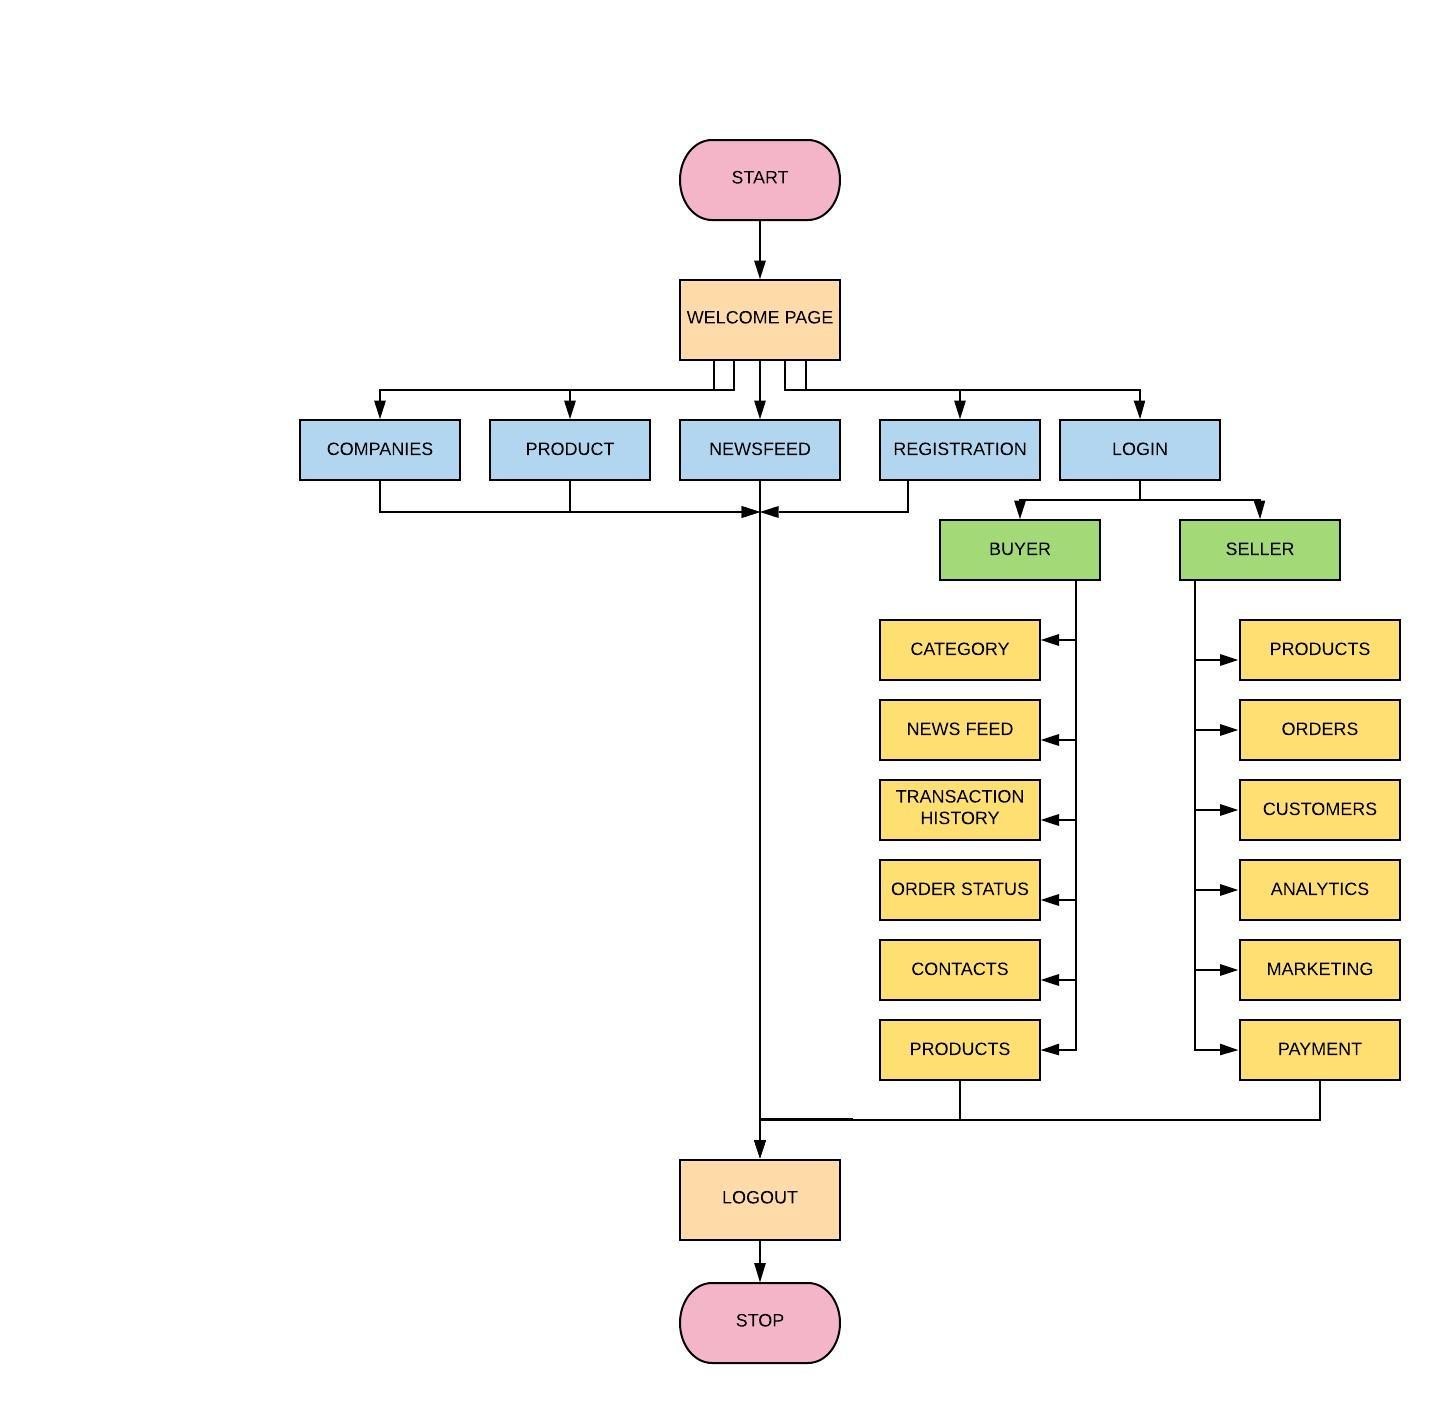 START
WELCOME PAGE
COMPANIES
PRODUCT
NEWSFEED
REGISTRATION
LOGIN
BUYER
SELLER
CATEGORY
NEWS FEED
TRANSACTION
HISTORY
ORDER STATUS
CONTACTS
PRODUCTS
PRODUCTS
ORDERS
CUSTOMERS
ANALYTICS
MARKETING
PAYMENT
LOGOUT
STOP